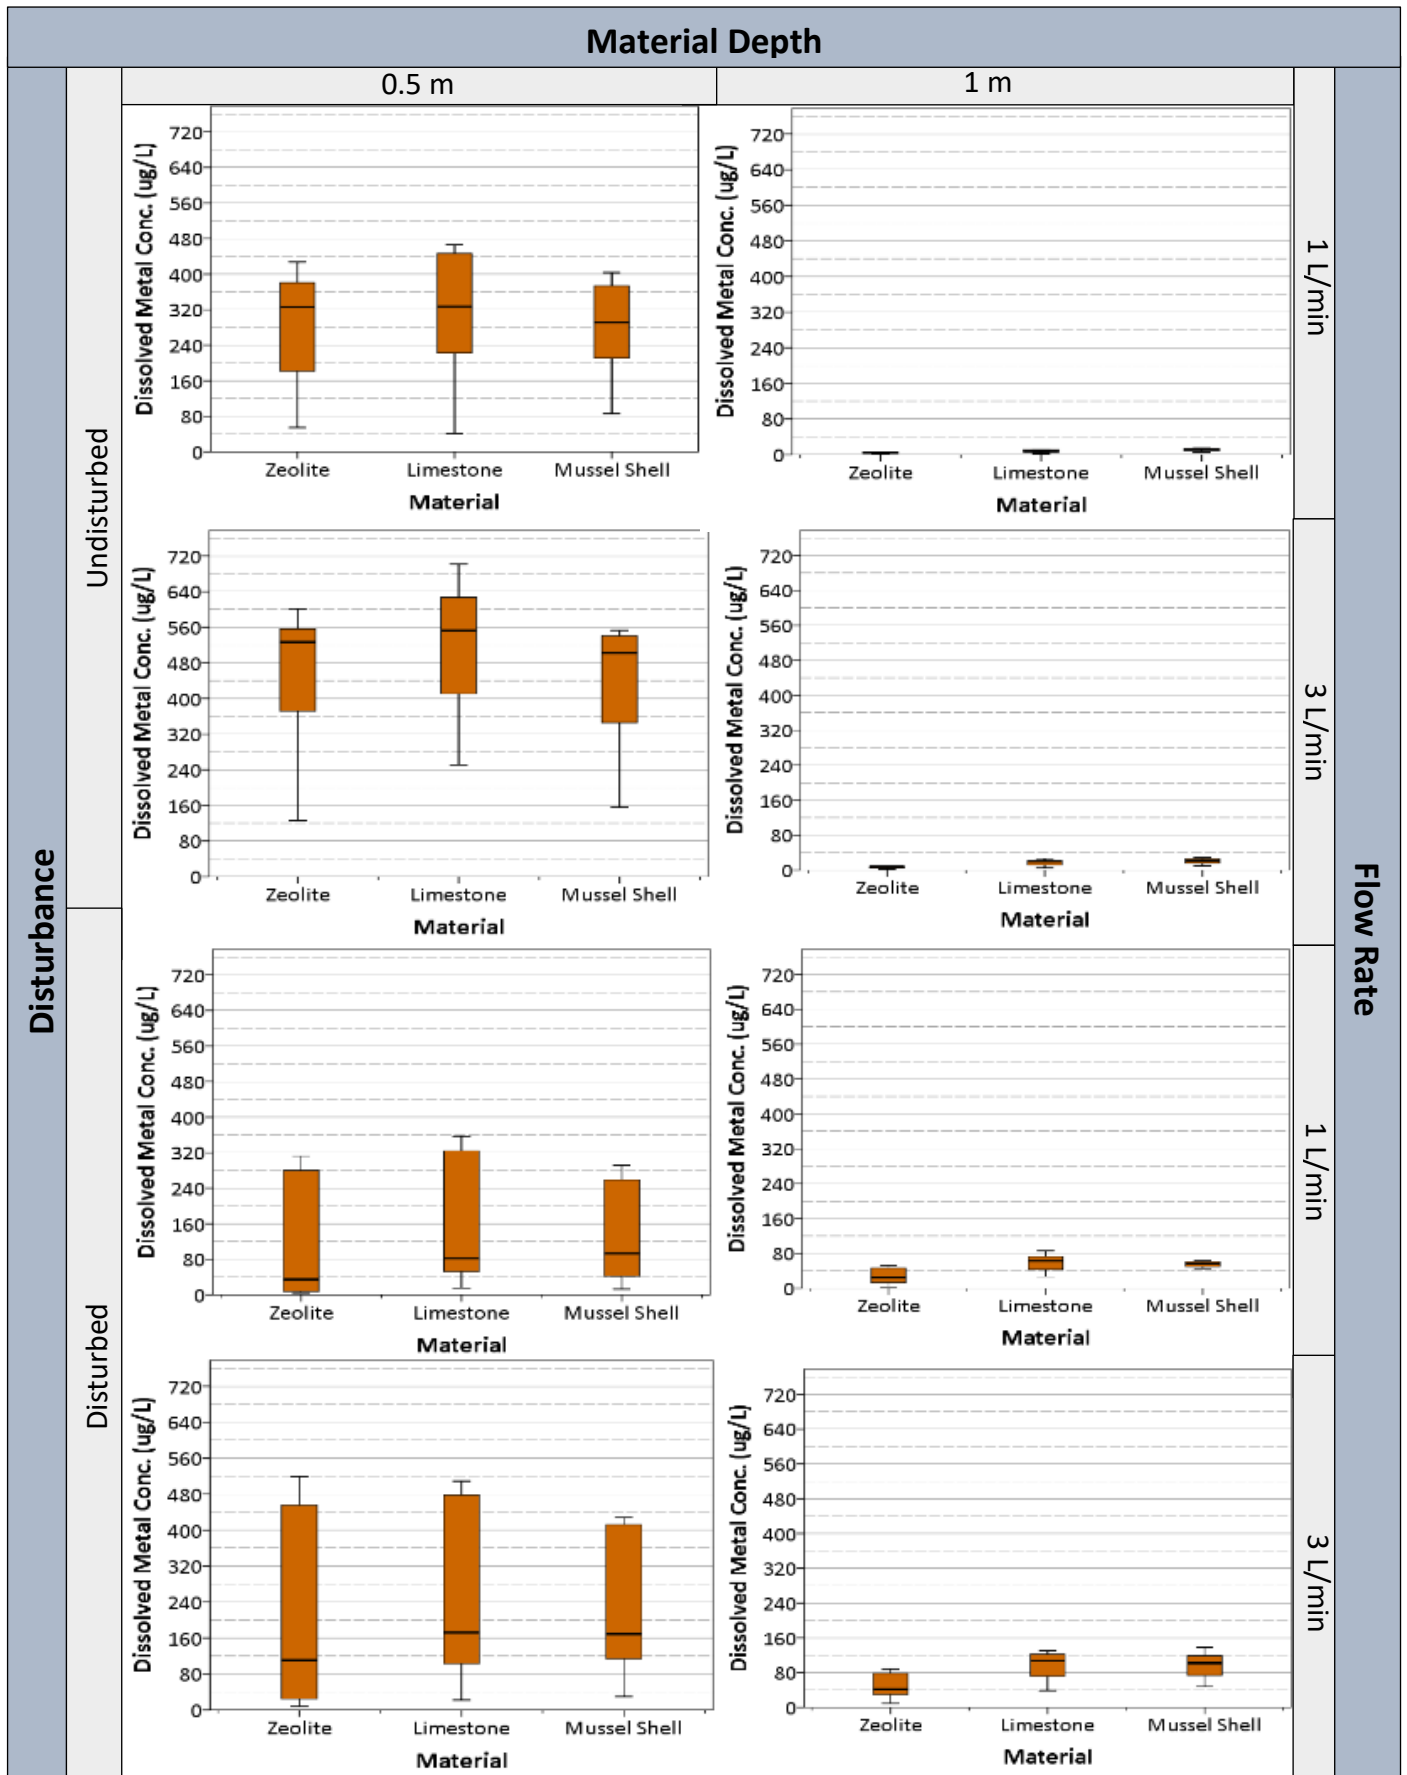 Material Depth
0.5 m
1 m
Disturbance
Undisturbed
Disturbed
Flow Rate
1 L/min
3 L/min
1 L/min
3 L/min
Dissolved Metal Conc. (ug/L)
720
640
560
480
400
320
240
160
80
0
Zeolite Limestone Mussel Shell
Material
Dissolved Metal Conc. (ug/L)
720
640
560
480
400
320
240
160
80
0
Zeolite Limestone Mussel Shell
Material
Dissolved Metal Conc. (ug/L)
720
640
560
480
400
320
240
160
80
0
Zeolite Limestone Mussel Shell
Material
Dissolved Metal Conc. (ug/L)
720
640
560
480
400
320
240
160
80
0
Zeolite Limestone Mussel Shell
Material
Dissolved Metal Conc. (ug/L)
720
640
560
480
400
320
240
160
80
0
Zeolite Limestone Mussel Shell
Material
Dissolved Metal Conc. (ug/L)
720
640
560
480
400
320
240
160
80
0
Zeolite Limestone Mussel Shell
Material
Dissolved Metal Conc. (ug/L)
720
640
560
480
400
320
240
160
80
0
Zeolite Limestone Mussel Shell
Material
Dissolved Metal Conc. (ug/L)
720
640
560
480
400
320
240
160
80
0
Zeolite Limestone Mussel Shell
Material